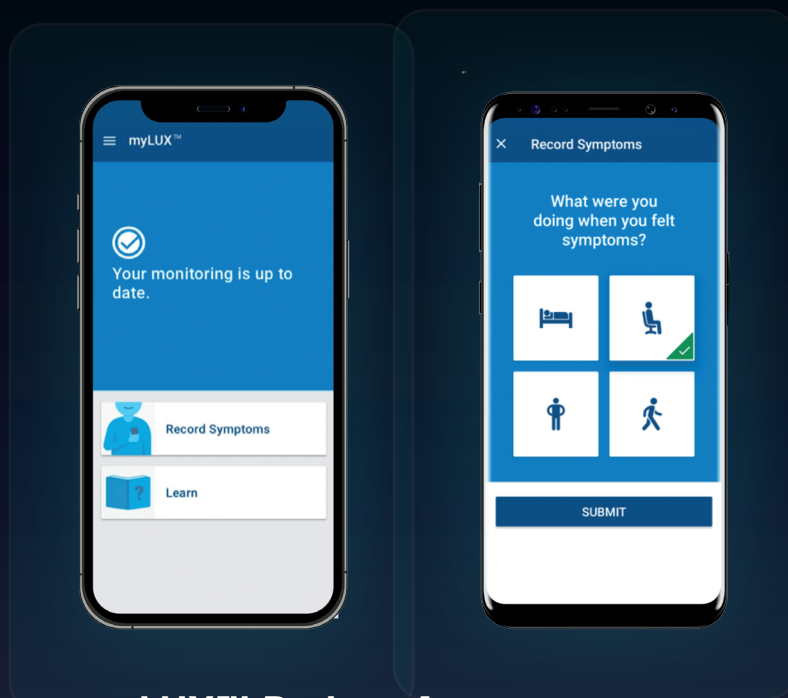 myLUX™
Your monitoring is up to
date.
Record Symptoms
Learn
?
Record Symptoms
What were you
doing when you felt
symptoms?
SUBMIT